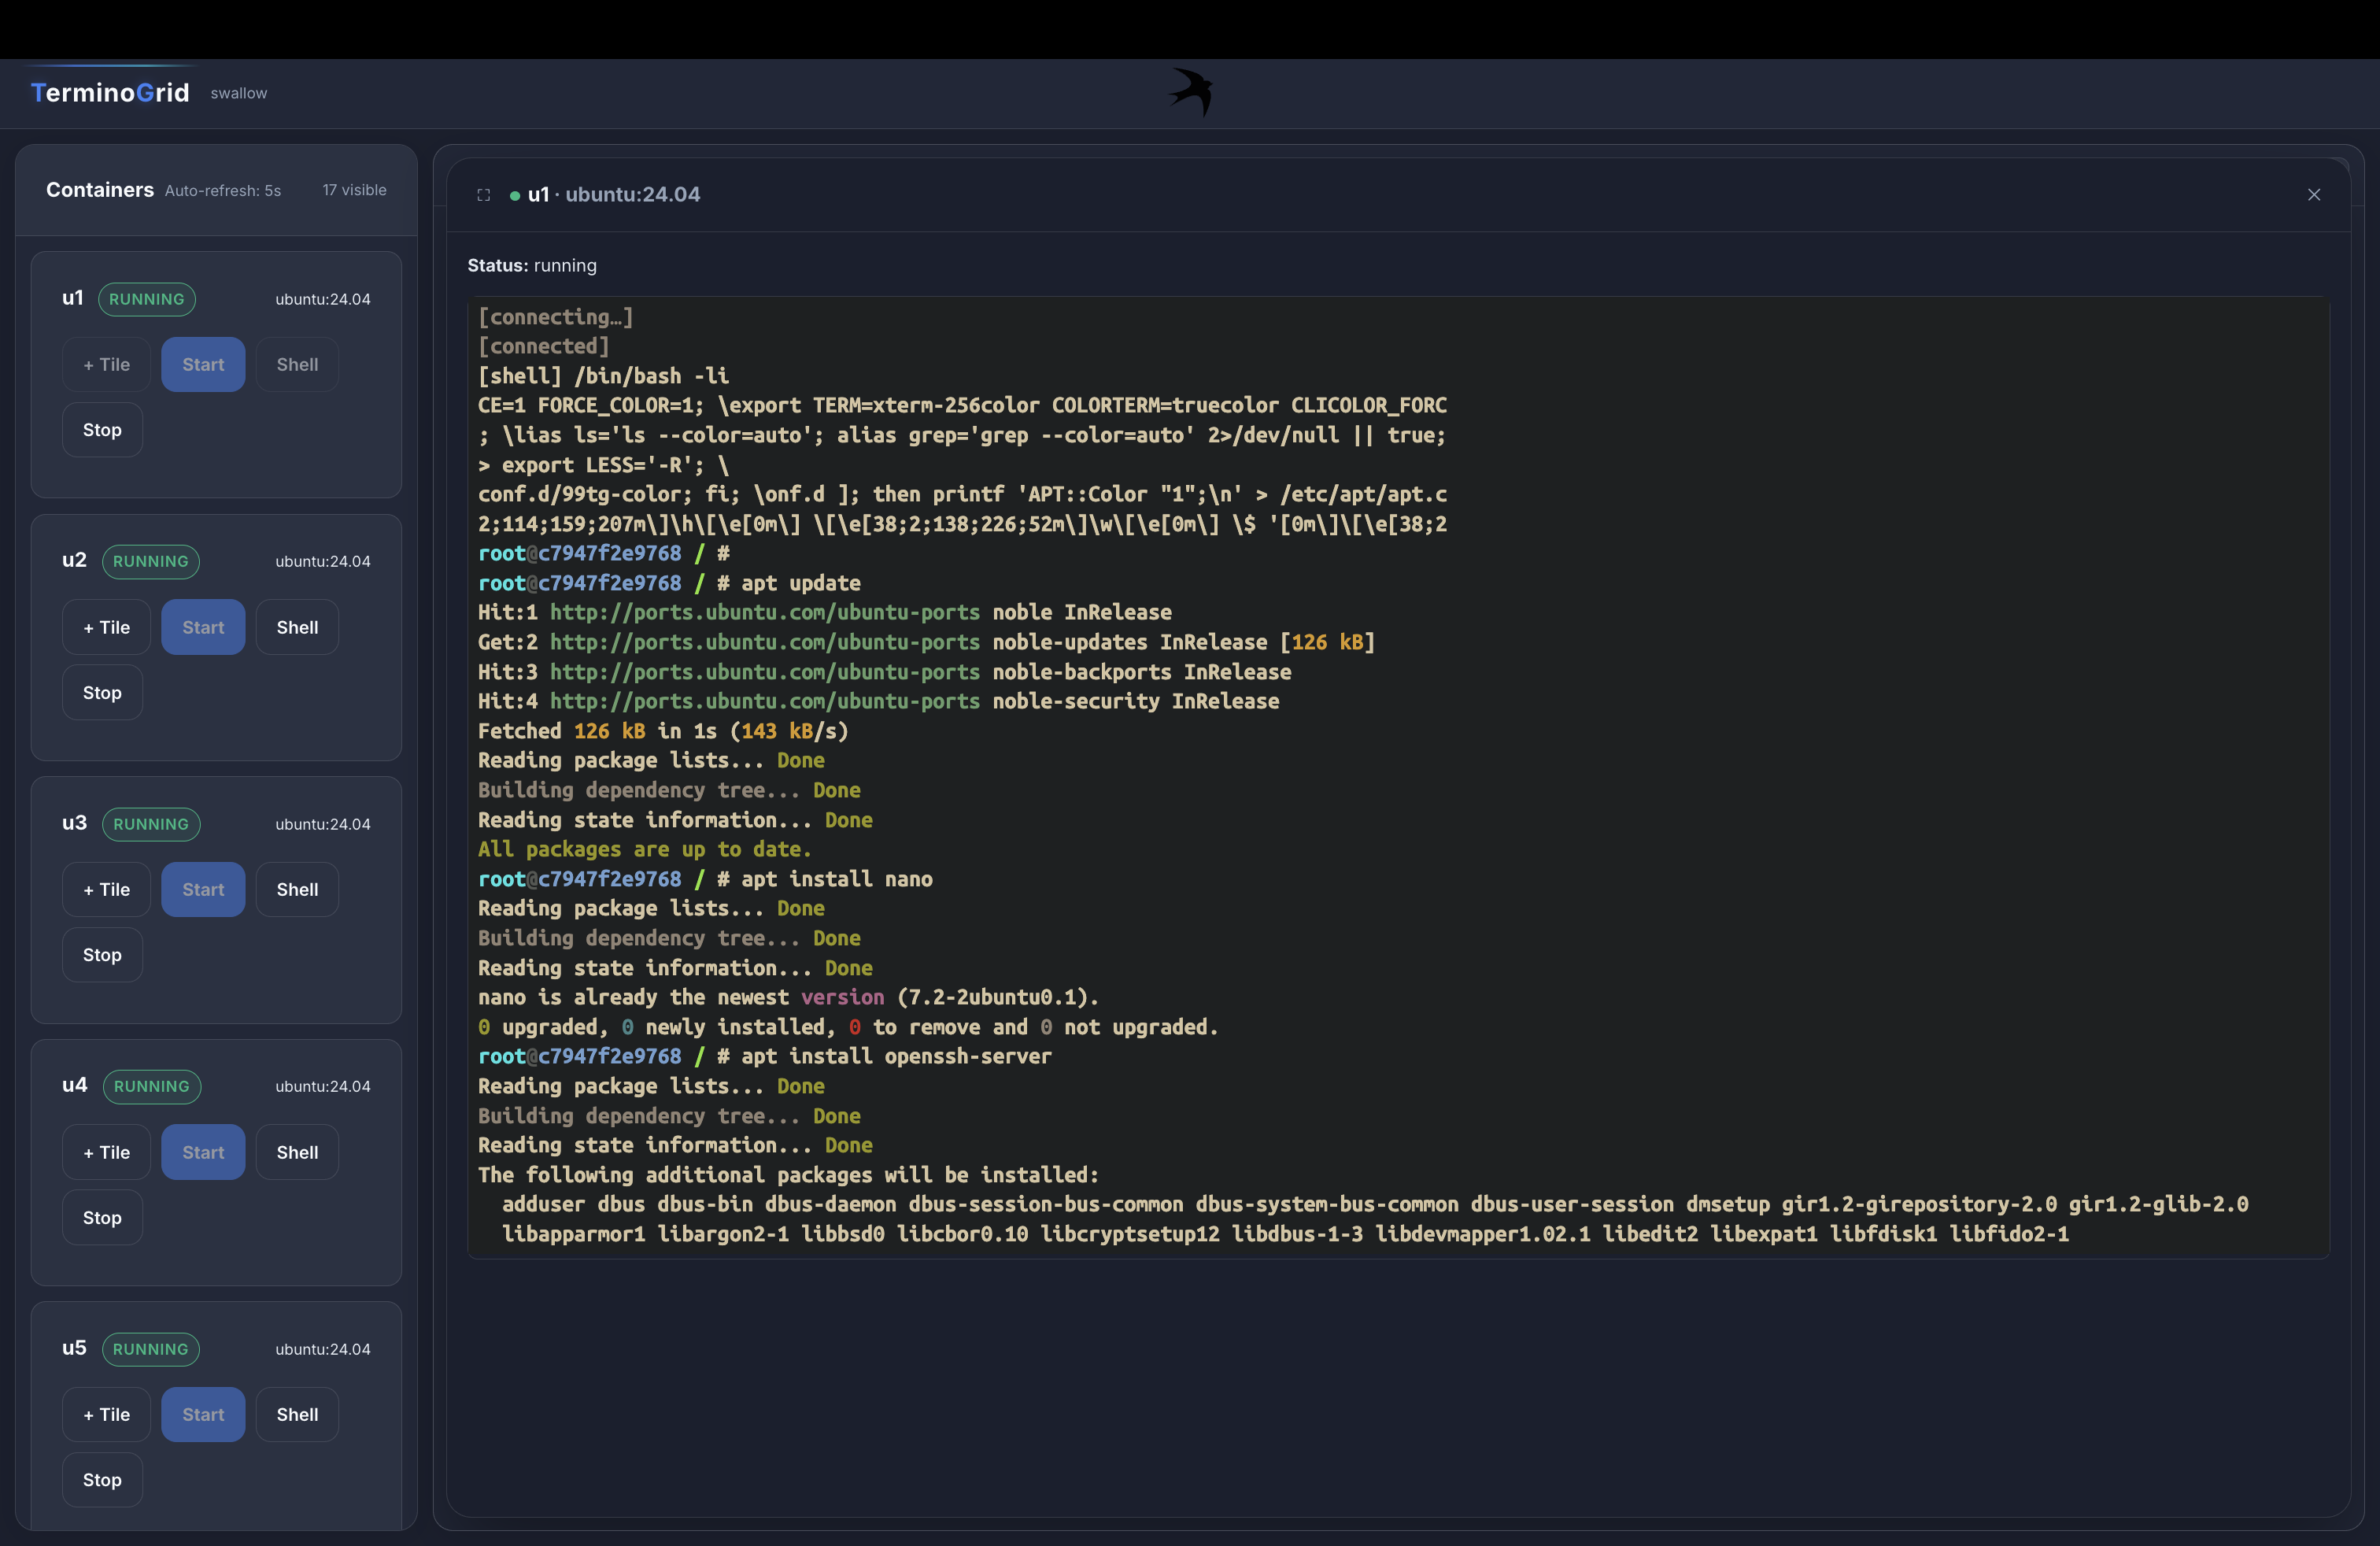 TerminoGrid swallow
Containers Auto-refresh: 5s 17 visible
u1 RUNNING ubuntu:24.04
+ Tile Start Shell
Stop
u2 RUNNING ubuntu:24.04
+ Tile Start Shell
Stop
u3 RUNNING ubuntu:24.04
+ Tile Start Shell
Stop
u4 RUNNING ubuntu:24.04
+ Tile Start Shell
Stop
u5 RUNNING ubuntu:24.04
+ Tile Start Shell
Stop
u1 · ubuntu:24.04
Status: running
[connecting…]
[connected]
[shell] /bin/bash -li
CE=1 FORCE_COLOR=1; \export TERM=xterm-256color COLORTERM=truecolor CLICOLOR_FORC
; \lias ls='ls --color=auto'; alias grep='grep --color=auto' 2>/dev/null || true;
> export LESS='-R'; \
conf.d/99tg-color; fi; \onf.d ]; then printf 'APT::Color "1";\n' > /etc/apt/apt.c
2;114;159;207m\]\h\[\e[0m\] \[\e[38;2;138;226;52m\]\w\[\e[0m\] \$ '[0m\]\[\e[38;2
root@c7947f2e9768 / #
root@c7947f2e9768 / # apt update
Hit:1 http://ports.ubuntu.com/ubuntu-ports noble InRelease
Get:2 http://ports.ubuntu.com/ubuntu-ports noble-updates InRelease [126 kB]
Hit:3 http://ports.ubuntu.com/ubuntu-ports noble-backports InRelease
Hit:4 http://ports.ubuntu.com/ubuntu-ports noble-security InRelease
Fetched 126 kB in 1s (143 kB/s)
Reading package lists... Done
Building dependency tree... Done
Reading state information... Done
All packages are up to date.
root@c7947f2e9768 / # apt install nano
Reading package lists... Done
Building dependency tree... Done
Reading state information... Done
nano is already the newest version (7.2-2ubuntu0.1).
0 upgraded, 0 newly installed, 0 to remove and 0 not upgraded.
root@c7947f2e9768 / # apt install openssh-server
Reading package lists... Done
Building dependency tree... Done
Reading state information... Done
The following additional packages will be installed:
  adduser dbus dbus-bin dbus-daemon dbus-session-bus-common dbus-system-bus-common dbus-user-session dmsetup gir1.2-girepository-2.0 gir1.2-glib-2.0
  libapparmor1 libargon2-1 libbsd0 libcbor0.10 libcryptsetup12 libdbus-1-3 libdevmapper1.02.1 libedit2 libexpat1 libfdisk1 libfido2-1